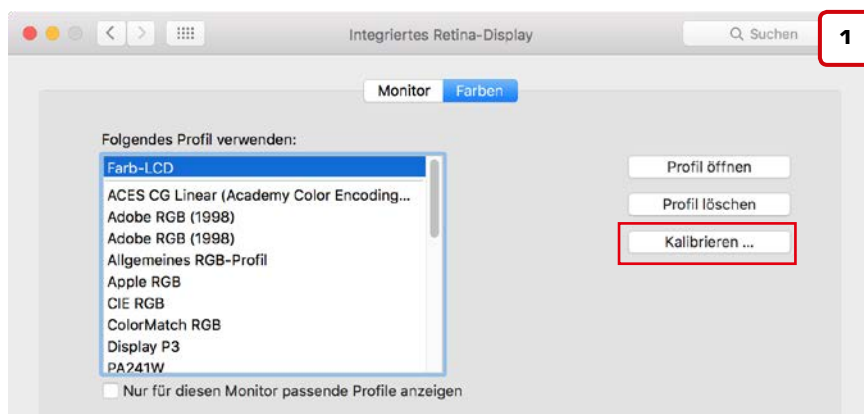 Integriertes Retina-Display
Suchen
1
Monitor
Farben
Folgendes Profil verwenden:
Farb-LCD
ACES CG Linear (Academy Color Encoding...
Adobe RGB (1998)
Adobe RGB (1998)
Allgemeines RGB-Profil
Apple RGB
CIE RGB
ColorMatch RGB
Display P3
PA241W
Profil öffnen
Profil löschen
Kalibrieren ...
Nur für diesen Monitor passende Profile anzeigen